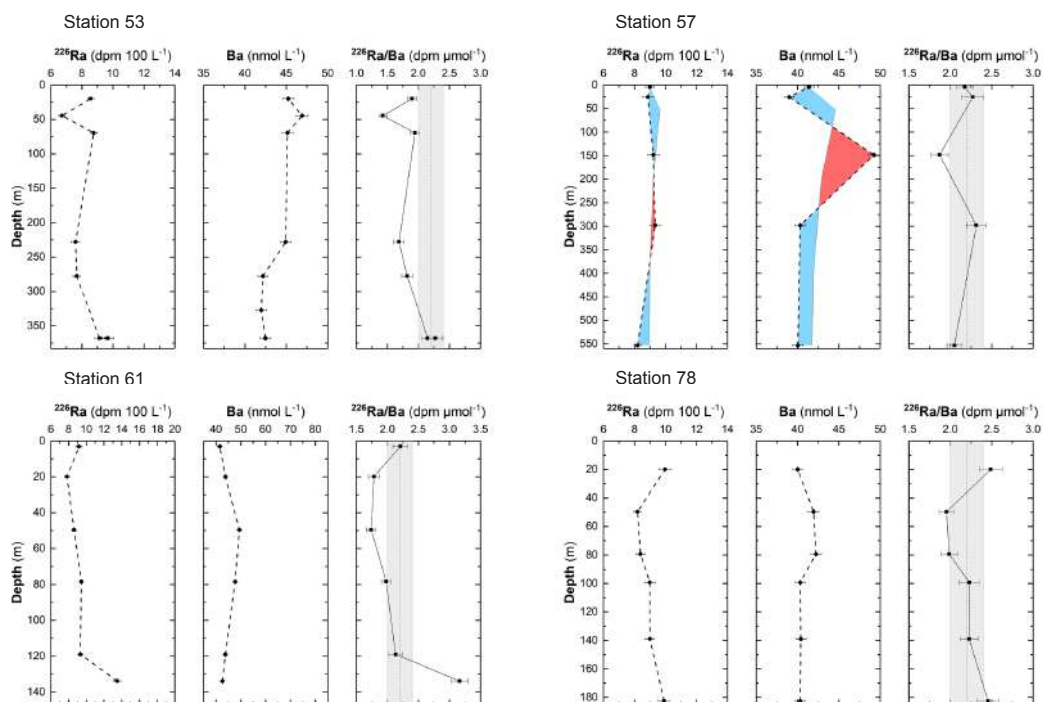 Station 53
²²⁶Ra (dpm 100 L⁻¹) Ba (nmol L⁻¹) ²²⁶Ra/Ba (dpm µmol⁻¹)
6 8 10 12 14 35 40 45 50 1.0 1.5 2.0 2.5 3.0
0
50
100
150
200
250
300
350
Depth (m)
Station 57
²²⁶Ra (dpm 100 L⁻¹) Ba (nmol L⁻¹) ²²⁶Ra/Ba (dpm µmol⁻¹)
6 8 10 12 14 35 40 45 50 1.5 2.0 2.5 3.0
0
50
100
150
200
250
300
350
400
450
500
550
Depth (m)
Station 61
²²⁶Ra (dpm 100 L⁻¹) Ba (nmol L⁻¹) ²²⁶Ra/Ba (dpm µmol⁻¹)
6 8 10 12 14 16 18 20 40 50 60 70 80 1.5 2.0 2.5 3.0 3.5
0
20
40
60
80
100
120
140
Depth (m)
Station 78
²²⁶Ra (dpm 100 L⁻¹) Ba (nmol L⁻¹) ²²⁶Ra/Ba (dpm µmol⁻¹)
6 8 10 12 14 35 40 45 50 1.5 2.0 2.5 3.0
0
20
40
60
80
100
120
140
160
180
Depth (m)